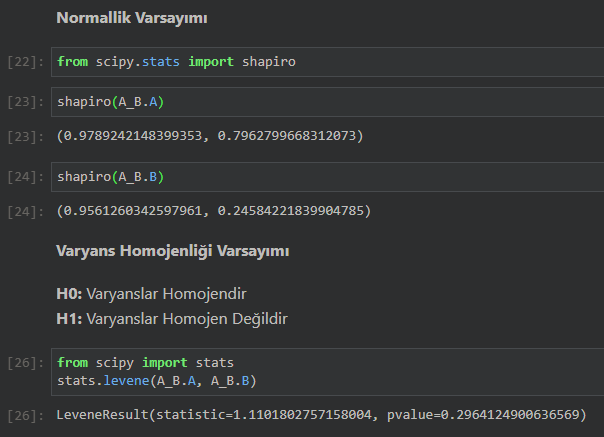 Normallik Varsayımı
[22]: from scipy.stats import shapiro
[23]: shapiro(A_B.A)
[23]: (0.9789242148399353, 0.7962799668312073)
[24]: shapiro(A_B.B)
[24]: (0.9561260342597961, 0.24584221839904785)
Varyans Homojenliği Varsayımı
H0: Varyanslar Homojendir
H1: Varyanslar Homojen Değildir
[26]: from scipy import stats
stats.levene(A_B.A, A_B.B)
[26]: LeveneResult(statistic=1.1101802757158004, pvalue=0.2964124900636569)